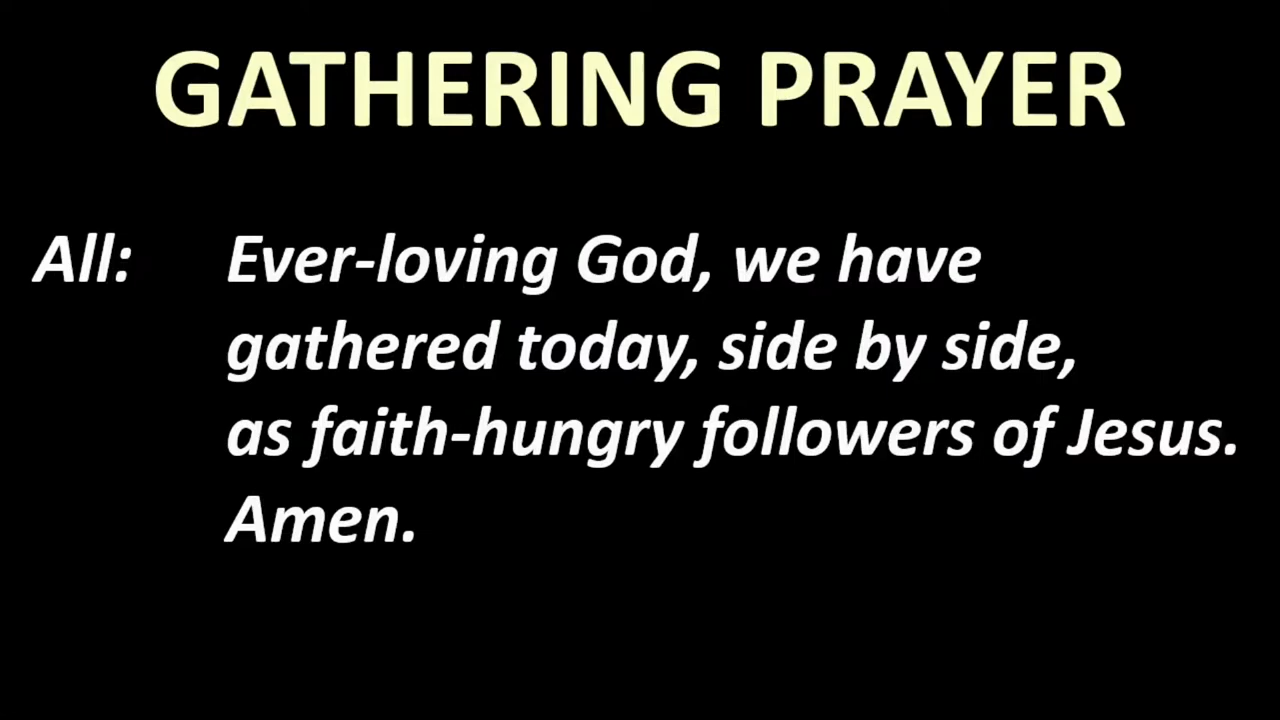 GATHERING PRAYER
All: Ever-loving God, we have
gathered today, side by side,
as faith-hungry followers of Jesus.
Amen.